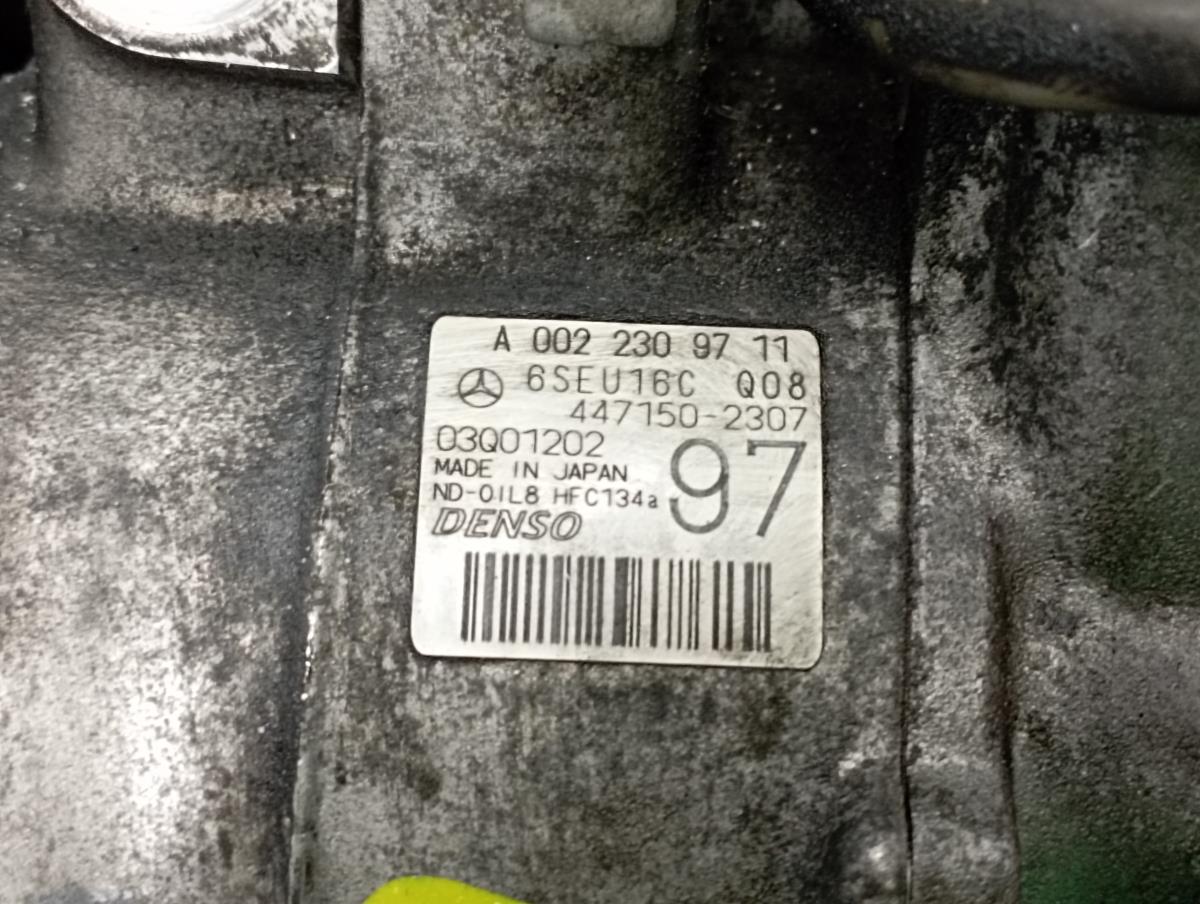 A 002 230 97 11
6SEU16C Q08
447150-2307
03Q01202
MADE IN JAPAN
ND-OIL8 HFC134a
97
DENSO